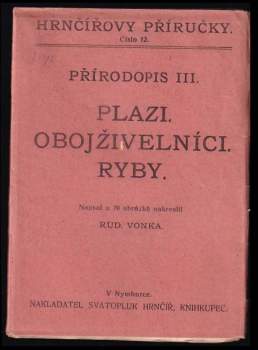 HRNČÍŘOVY PŘÍRUČKY.
Číslo 12.
PŘÍRODOPIS III.
PLAZI.
OBOJŽIVELNÍCI.
RYBY.
Napsal a 70 obrázků nakreslil
RUD. VONKA.
V Nymburce.
NAKLADATEL SVATOPLUK HRNČÍŘ, KNIHKUPEC.